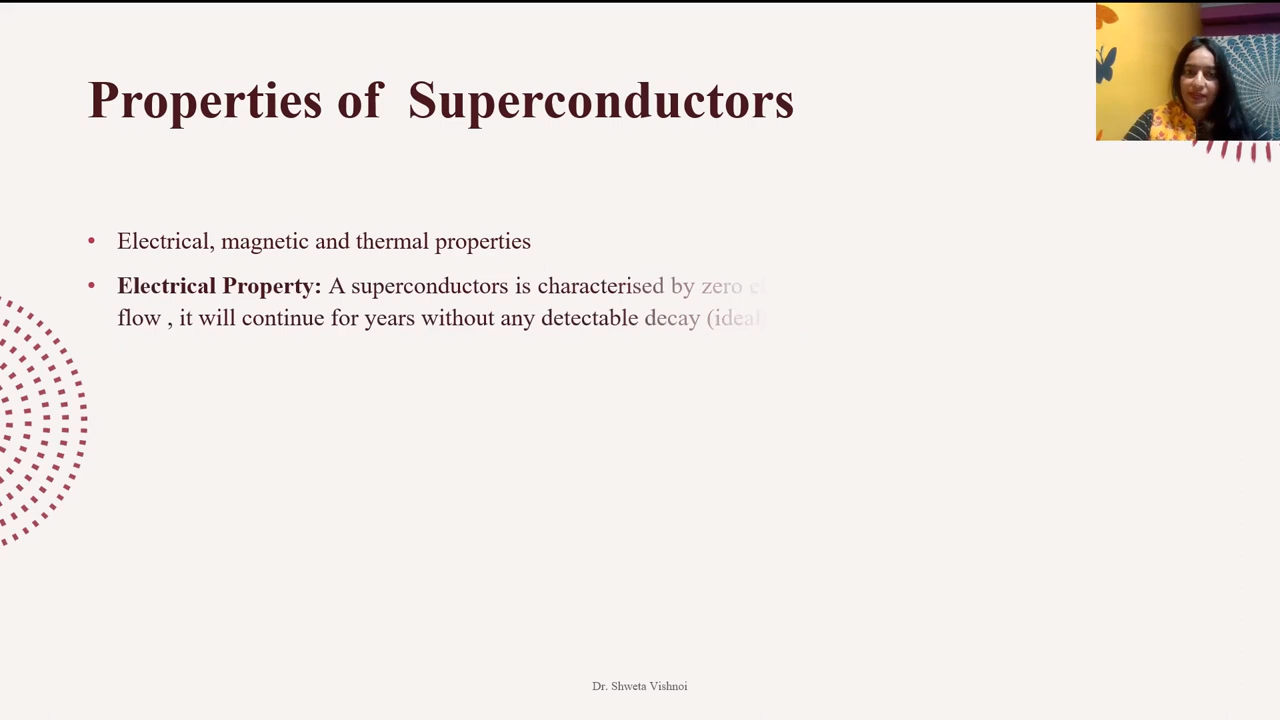 Properties of Superconductors
• Electrical, magnetic and thermal properties
• Electrical Property: A superconductors is characterised by zero
flow , it will continue for years without any detectable decay (ideal
Dr. Shweta Vishnoi